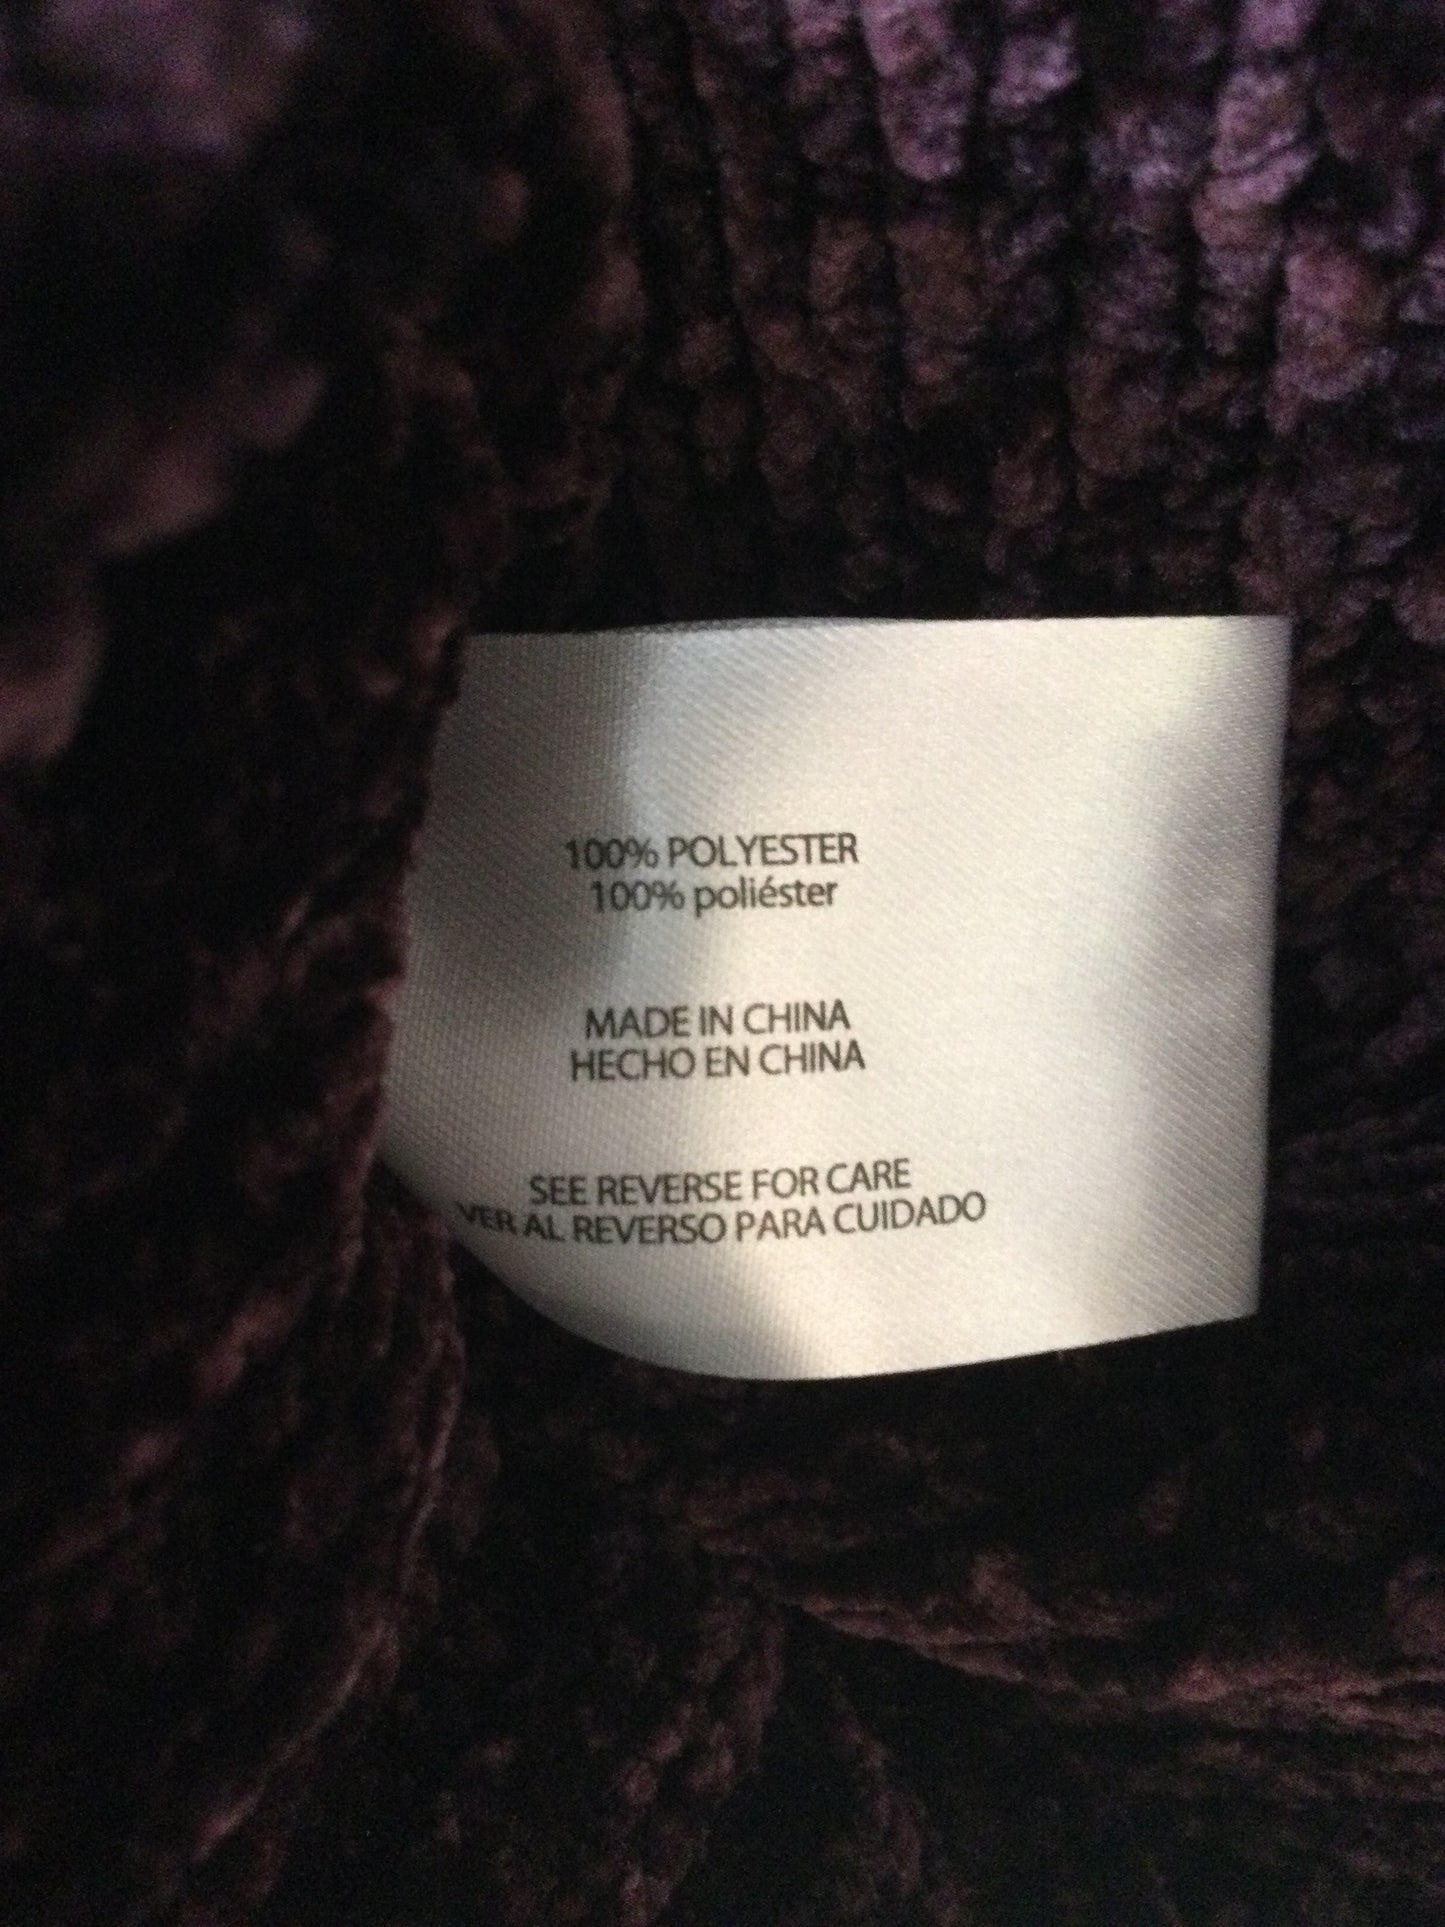 100% POLYESTER
100% poliéster
MADE IN CHINA
HECHO EN CHINA
SEE REVERSE FOR CARE
VER AL REVERSO PARA CUIDADO